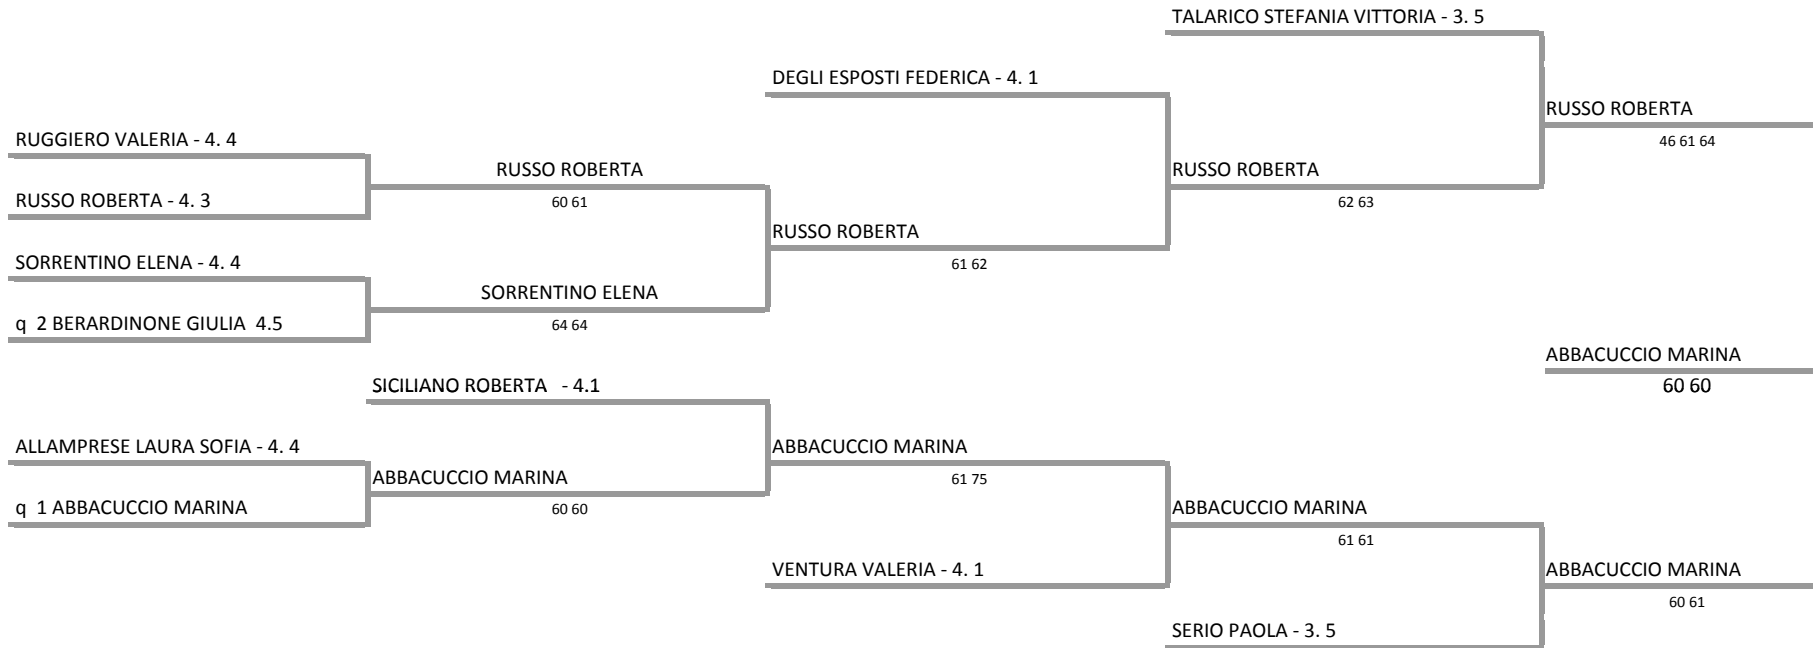 TALARICO STEFANIA VITTORIA - 3. 5
DEGLI ESPOSTI FEDERICA - 4. 1
RUSSO ROBERTA
RUGGIERO VALERIA - 4. 4
46 61 64
RUSSO ROBERTA
RUSSO ROBERTA
RUSSO ROBERTA - 4. 3
60 61
62 63
RUSSO ROBERTA
SORRENTINO ELENA - 4. 4
61 62
SORRENTINO ELENA
q 2 BERARDINONE GIULIA 4.5
64 64
ABBACUCCIO MARINA
SICILIANO ROBERTA - 4.1
60 60
ALLAMPRESE LAURA SOFIA - 4. 4
ABBACUCCIO MARINA
ABBACUCCIO MARINA
61 75
q 1 ABBACUCCIO MARINA
60 60
ABBACUCCIO MARINA
61 61
VENTURA VALERIA - 4. 1
ABBACUCCIO MARINA
60 61
SERIO PAOLA - 3. 5